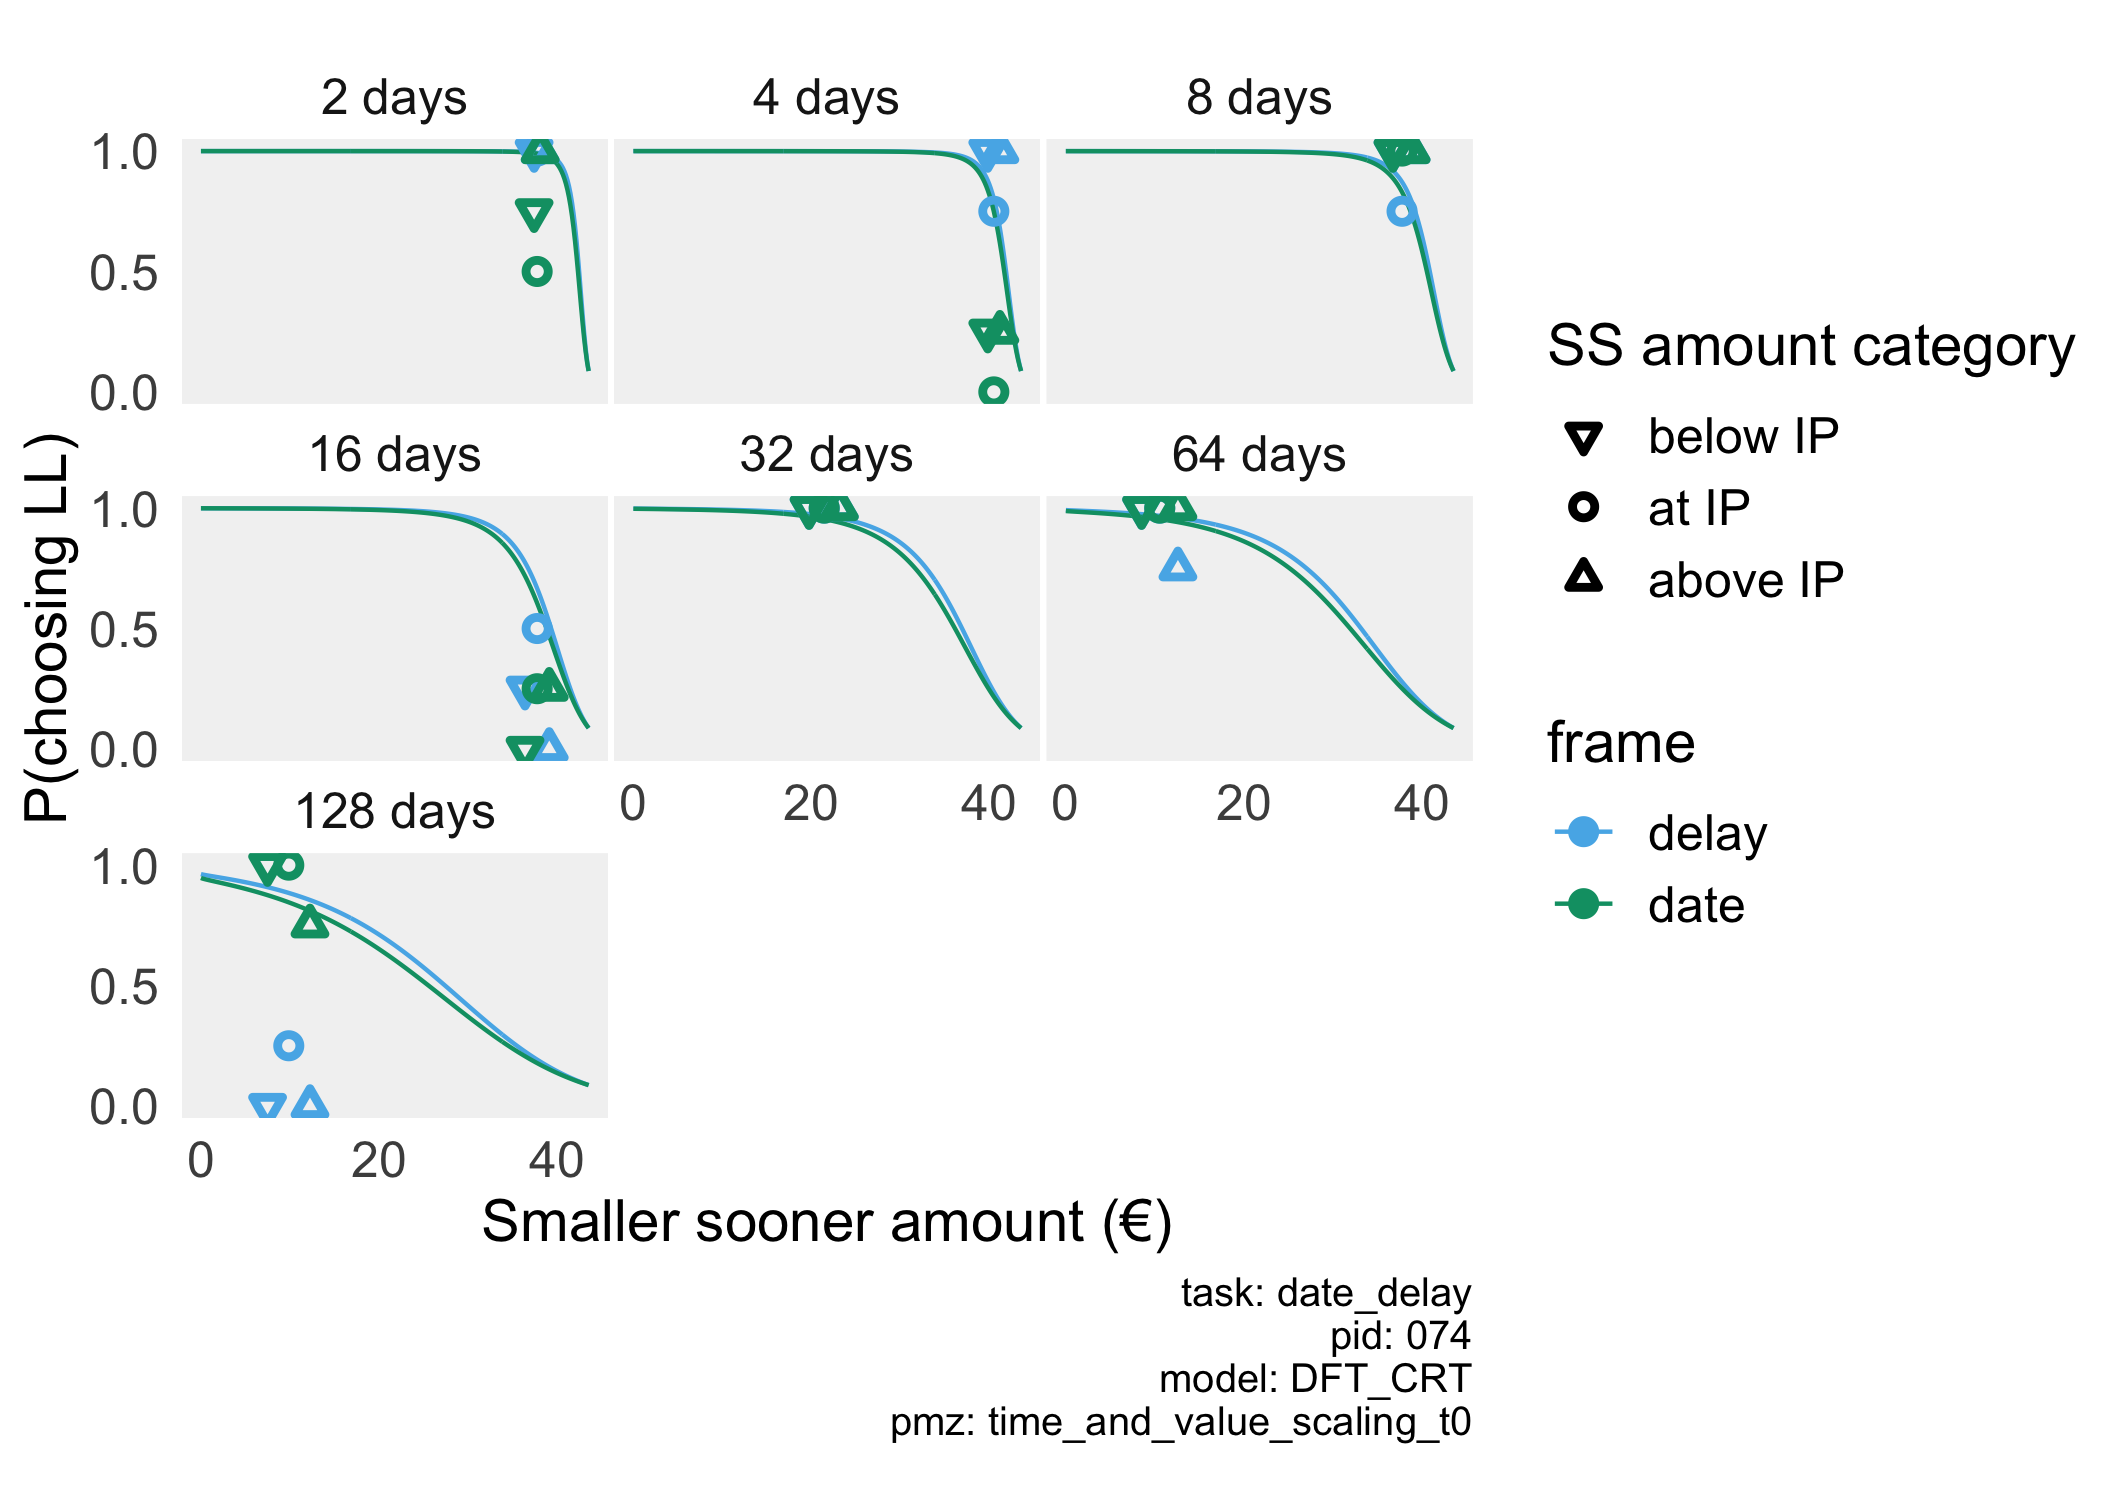 2 days
4 days
8 days
1.0
0.5
0.0
16 days
32 days
64 days
1.0
0.5
0.0
0
20
40
0
20
40
128 days
1.0
0.5
0.0
0
20
40
P(choosing LL)
Smaller sooner amount (€)
SS amount category
below IP
at IP
above IP
frame
delay
date
task: date_delay
pid: 074
model: DFT_CRT
pmz: time_and_value_scaling_t0